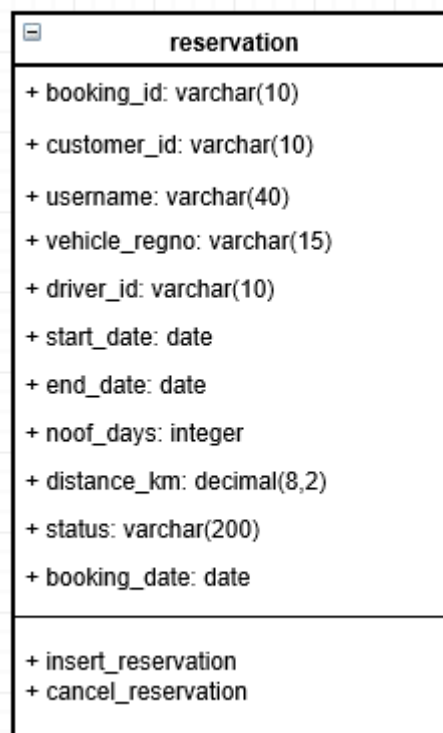 reservation
+ booking_id: varchar(10)
+ customer_id: varchar(10)
+ username: varchar(40)
+ vehicle_regno: varchar(15)
+ driver_id: varchar(10)
+ start_date: date
+ end_date: date
+ noof_days: integer
+ distance_km: decimal(8,2)
+ status: varchar(200)
+ booking_date: date
+ insert_reservation
+ cancel_reservation